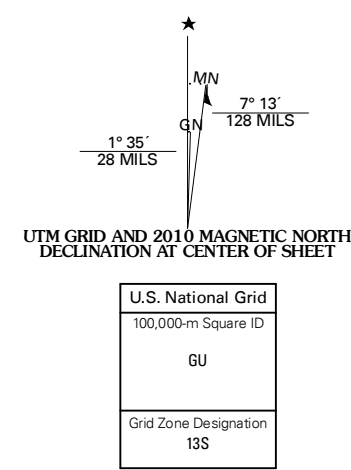 MN
7° 13´
128 MILS
GN
1° 35´
28 MILS
UTM GRID AND 2010 MAGNETIC NORTH
DECLINATION AT CENTER OF SHEET
U.S. National Grid
100,000-m Square ID
GU
Grid Zone Designation
13S